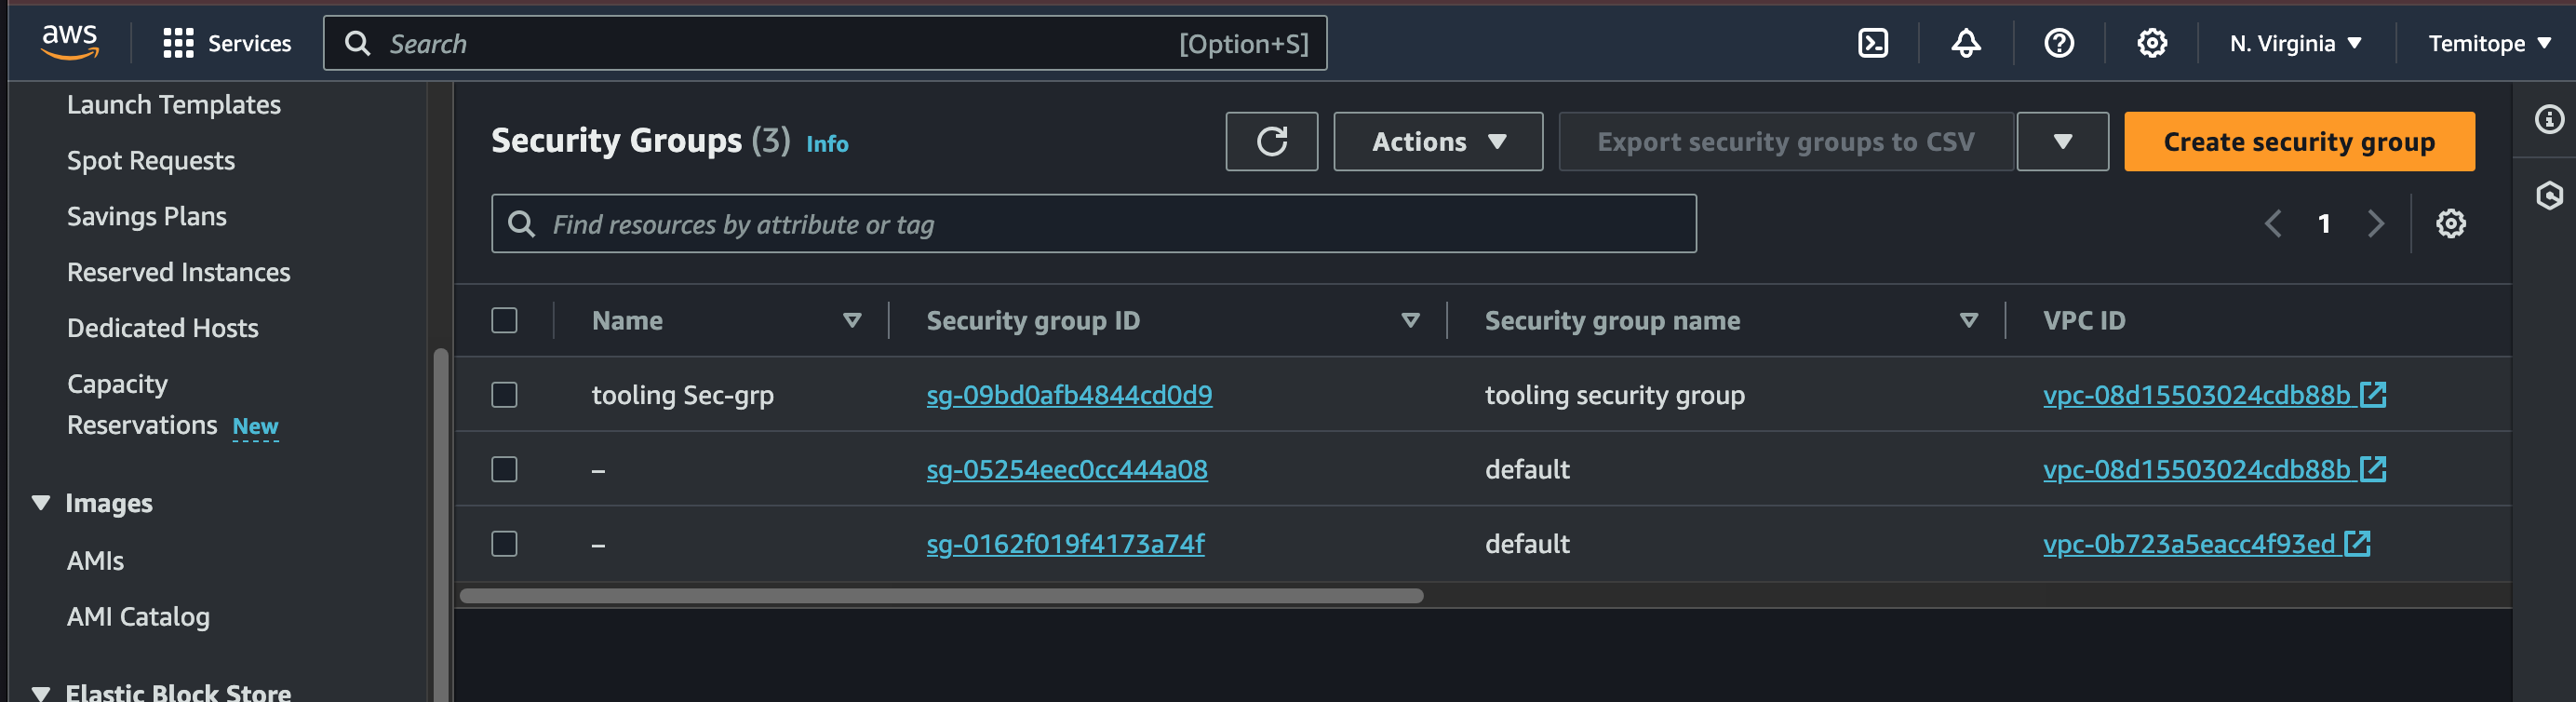 aws
Services
Search
[Option+S]
N. Virginia
Temitope
Launch Templates
Spot Requests
Savings Plans
Reserved Instances
Dedicated Hosts
Capacity
Reservations New
Images
AMIs
AMI Catalog
Elastic Block Store
Security Groups (3) Info
Actions
Export security groups to CSV
Create security group
Find resources by attribute or tag
1
Name Security group ID Security group name VPC ID
tooling Sec-grp sg-09bd0afb4844cd0d9 tooling security group vpc-08d15503024cdb88b
– sg-05254eec0cc444a08 default vpc-08d15503024cdb88b
– sg-0162f019f4173a74f default vpc-0b723a5eacc4f93ed